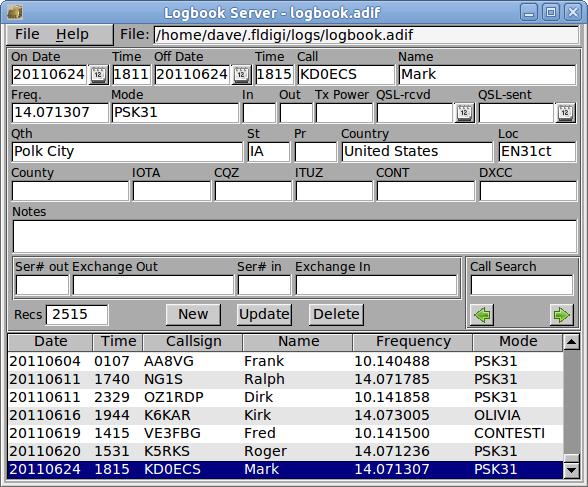 Logbook Server - logbook.adif
File Help File: /home/dave/.fldigi/logs/logbook.adif
On Date Time Off Date Time Call Name
20110624 1811 20110624 1815 KD0ECS Mark
Freq. Mode In Out Tx Power QSL-rcvd QSL-sent
14.071307 PSK31
Qth St Pr Country Loc
Polk City IA United States EN31ct
County IOTA CQZ ITUZ CONT DXCC
Notes
Ser# out Exchange Out Ser# in Exchange In Call Search
Recs 2515 New Update Delete
Date Time Callsign Name Frequency Mode
20110604 0107 AA8VG Frank 10.140488 PSK31
20110611 1740 NG1S Ralph 14.071785 PSK31
20110611 2329 OZ1RDP Dirk 10.141858 PSK31
20110616 1944 K6KAR Kirk 14.073005 OLIVIA
20110619 1415 VE3FBG Fred 10.141500 CONTESTI
20110620 1531 K5RKS Roger 14.071236 PSK31
20110624 1815 KD0ECS Mark 14.071307 PSK31